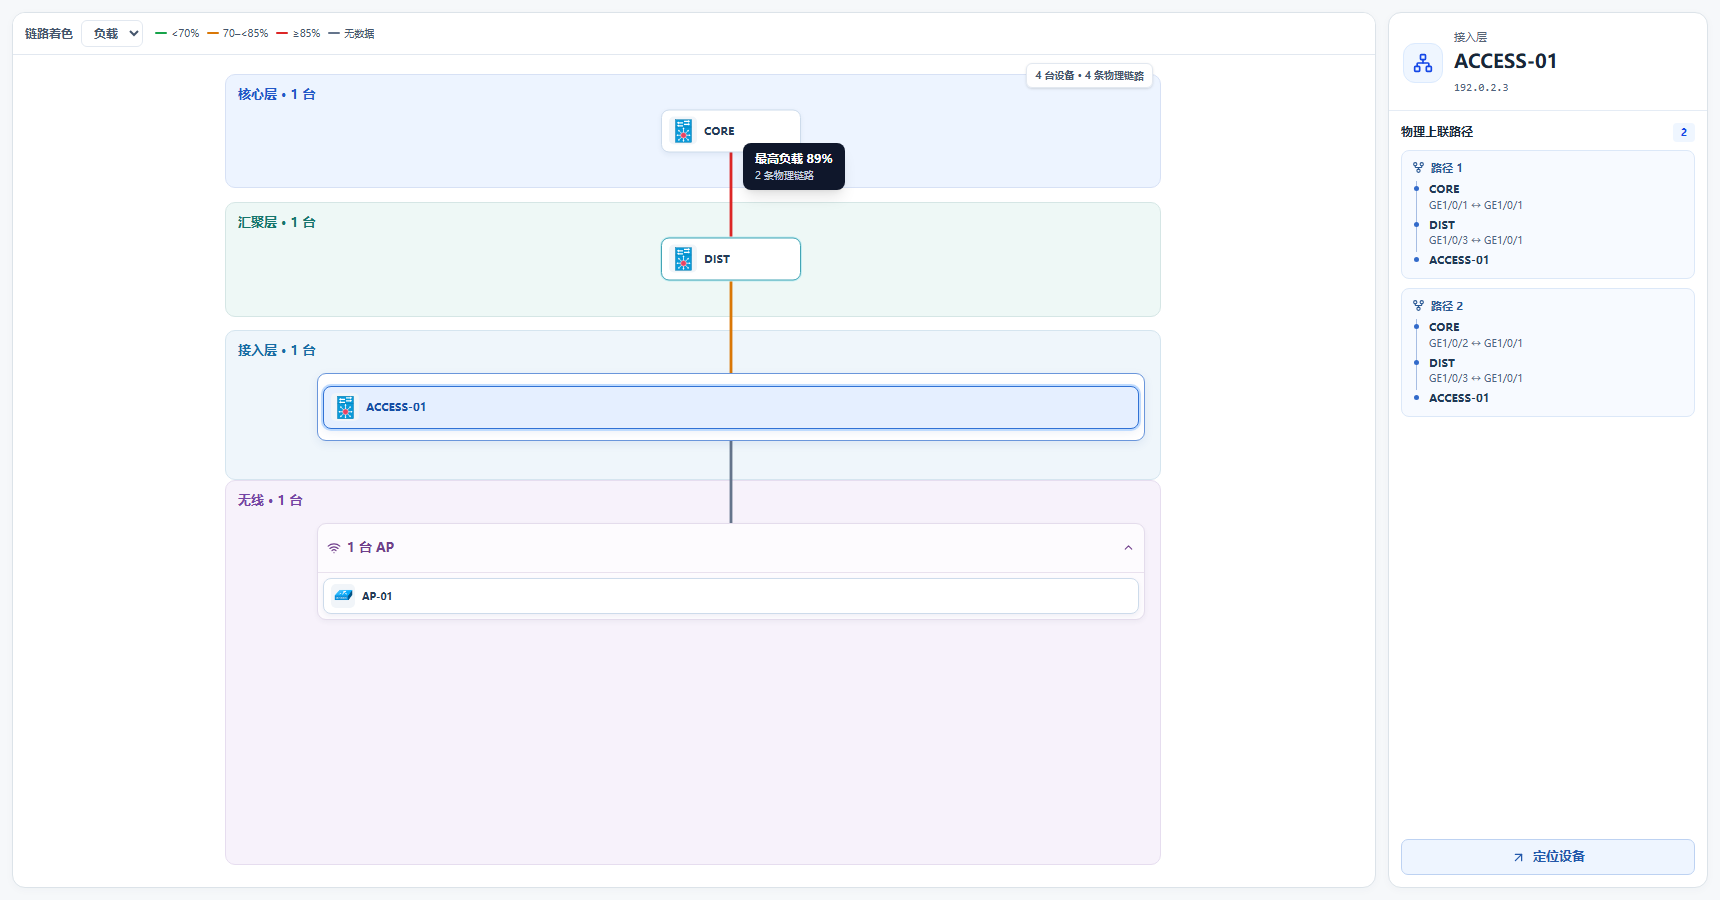 链路着色 负载 <70% 70–<85% ≥85% 无数据
4 台设备 • 4 条物理链路
核心层 • 1 台
CORE
最高负载 89%
2 条物理链路
汇聚层 • 1 台
DIST
接入层 • 1 台
ACCESS-01
无线 • 1 台
1 台 AP
AP-01
接入层
ACCESS-01
192.0.2.3
物理上联路径 2
路径 1
CORE
GE1/0/1 ↔ GE1/0/1
DIST
GE1/0/3 ↔ GE1/0/1
ACCESS-01
路径 2
CORE
GE1/0/2 ↔ GE1/0/1
DIST
GE1/0/3 ↔ GE1/0/1
ACCESS-01
定位设备